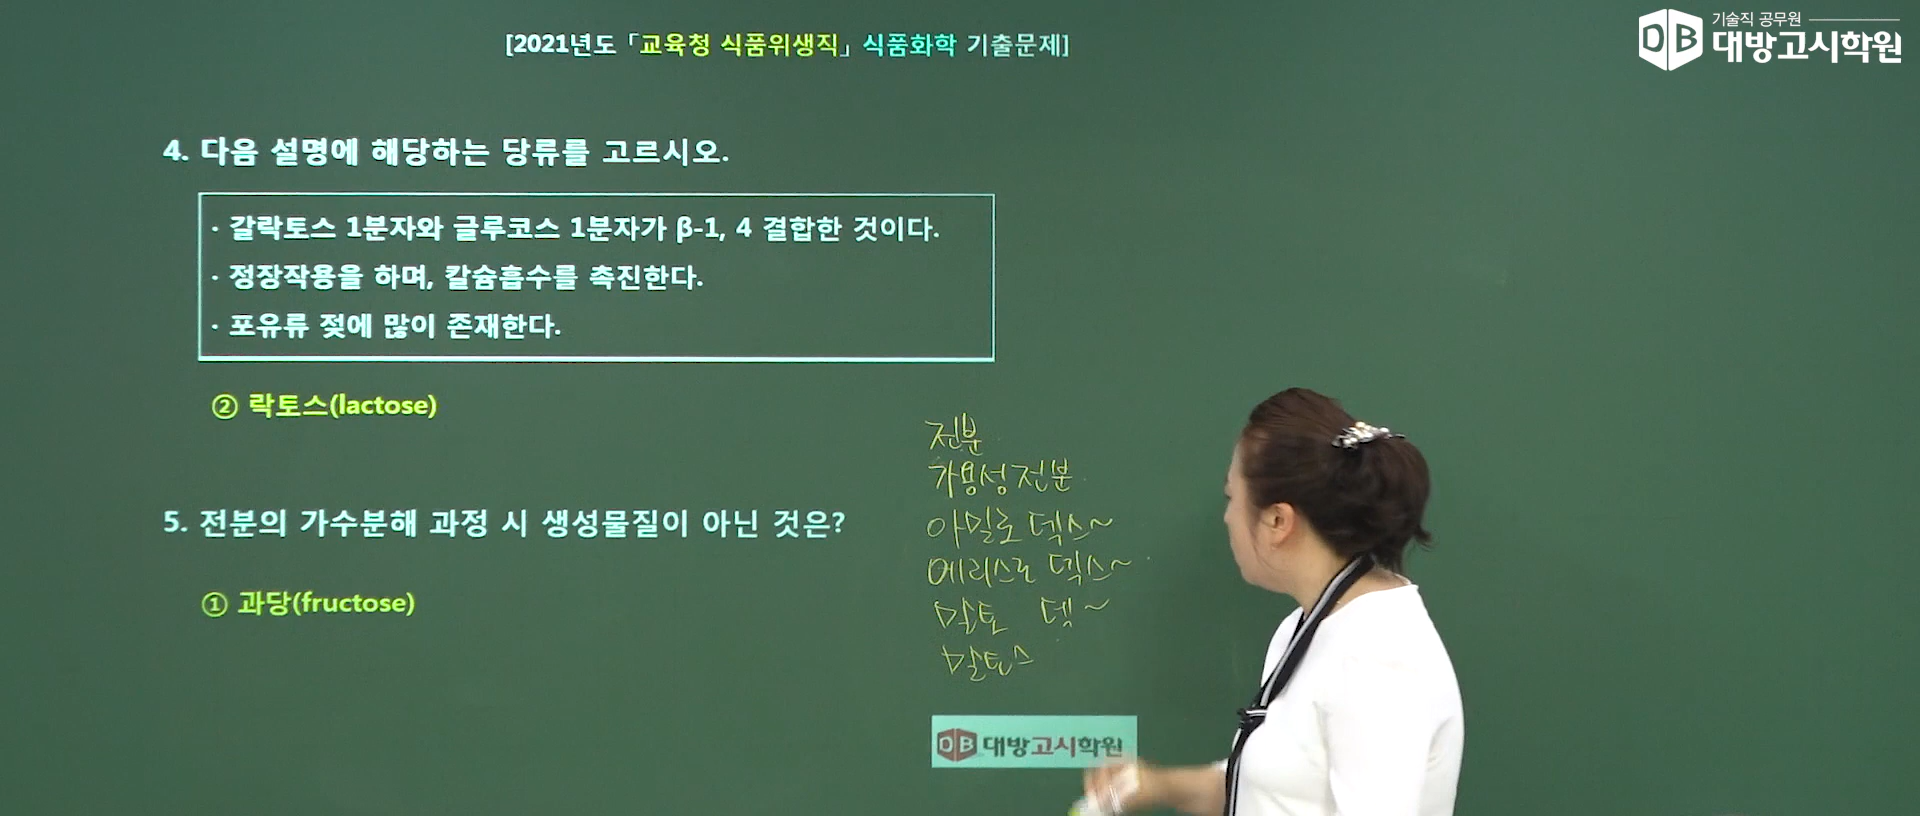 기술직 공무원
DB 대방고시학원
[2021년도 「교육청 식품위생직」 식품화학 기출문제]
4. 다음 설명에 해당하는 당류를 고르시오.
· 갈락토스 1분자와 글루코스 1분자가 β-1, 4 결합한 것이다.
· 정장작용을 하며, 칼슘흡수를 촉진한다.
· 포유류 젖에 많이 존재한다.
② 락토스(lactose)
5. 전분의 가수분해 과정 시 생성물질이 아닌 것은?
① 과당(fructose)
전분
가용성 전분
아밀로 덱스~
에리스로 덱스~
말토 덱~
말토스
DB 대방고시학원